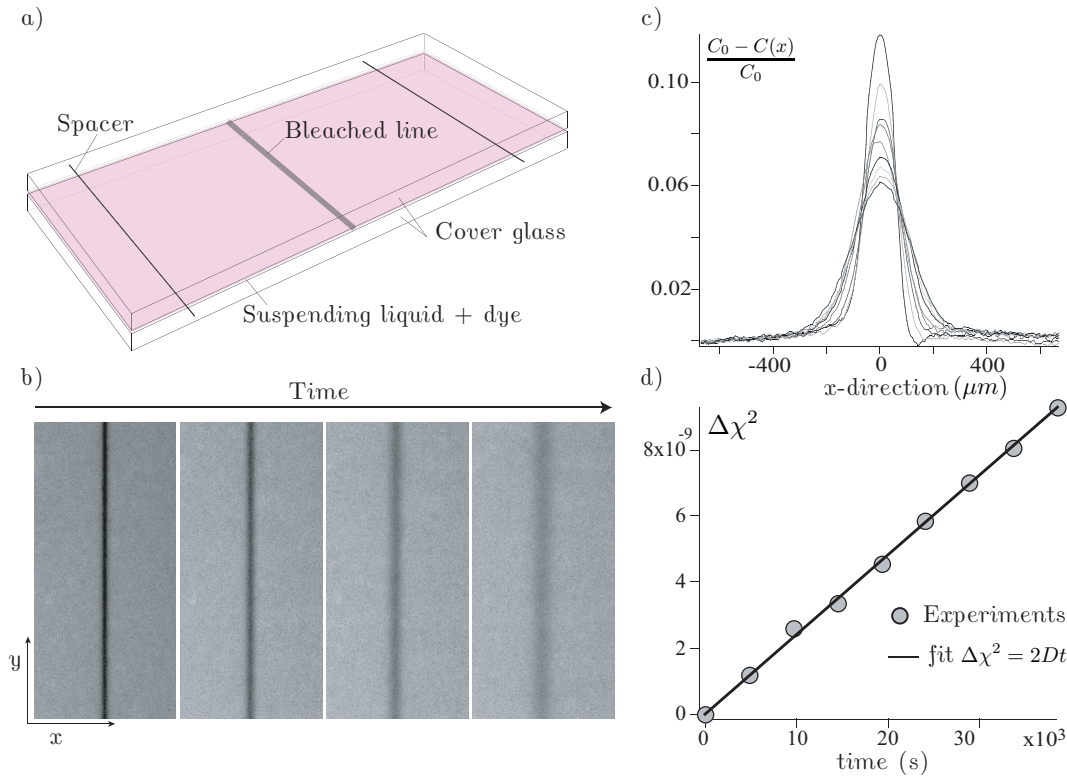 a)
Spacer
Bleached line
Cover glass
Suspending liquid + dye
b)
Time
y
x
c)
C₀ − C(x)
C₀
0.10
0.06
0.02
-400
0
400
x-direction (μm)
d)
Δχ²
8x10⁻⁹
6
4
2
0
Experiments
fit Δχ² = 2Dt
0
10
20
30
x10³
time (s)